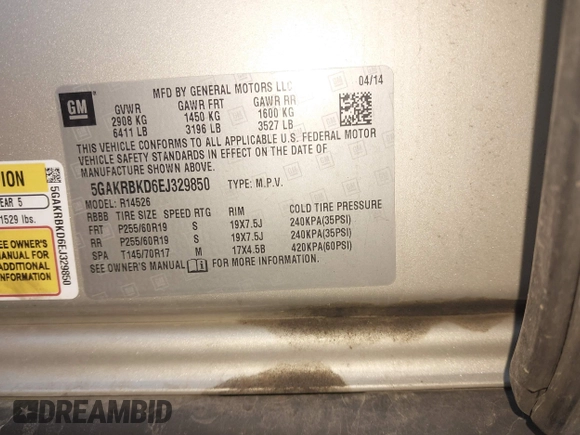 MFD BY GENERAL MOTORS LLC 04/14
GM
GVWR GAWR FRT GAWR RR
2908 KG 1450 KG 1600 KG
6411 LB 3196 LB 3527 LB
THIS VEHICLE CONFORMS TO ALL APPLICABLE U.S. FEDERAL MOTOR
VEHICLE SAFETY STANDARDS IN EFFECT ON THE DATE OF
MANUFACTURE SHOWN ABOVE.
5GAKRBKD6EJ329850 TYPE: M.P.V.
MODEL: R14526
RBBB TIRE SIZE SPEED RTG RIM COLD TIRE PRESSURE
FRT P255/60R19 S 19X7.5J 240KPA(35PSI)
RR P255/60R19 S 19X7.5J 240KPA(35PSI)
SPA T145/70R17 M 17X4.5B 420KPA(60PSI)
SEE OWNER'S MANUAL FOR ADDITIONAL INFORMATION.
ION
EAR 5
1529 lbs.
SEE OWNER'S
MANUAL FOR
ADDITIONAL
INFORMATION
5GAKRBKD6EJ329850
DREAMBID